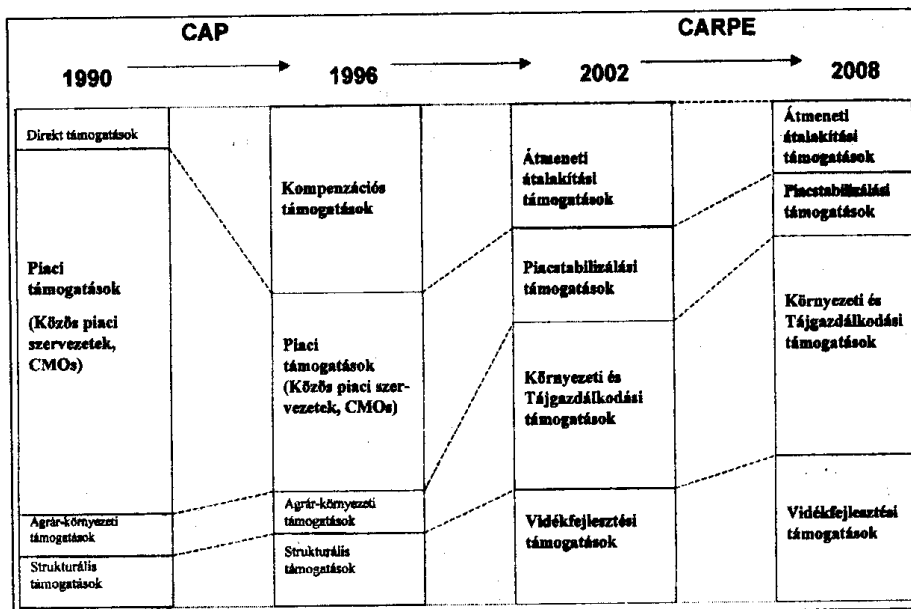 CAP
CARPE
1990
1996
2002
2008
Direkt támogatások
Piaci
támogatások
(Közös piaci
szervezetek,
CMOs)
Agrár-környezeti
támogatások
Strukturális
támogatások
Kompenzációs
támogatások
Piaci
támogatások
(Közös piaci szer-
vezetek, CMOs)
Agrár-környezeti
támogatások
Strukturális
támogatások
Átmeneti
átalakítási
támogatások
Piacstabilizálási
támogatások
Környezeti és
Tájgazdálkodási
támogatások
Vidékfejlesztési
támogatások
Átmeneti
átalakítási
támogatások
Piacstabilizálási
támogatások
Környezeti és
Tájgazdálkodási
támogatások
Vidékfejlesztési
támogatások